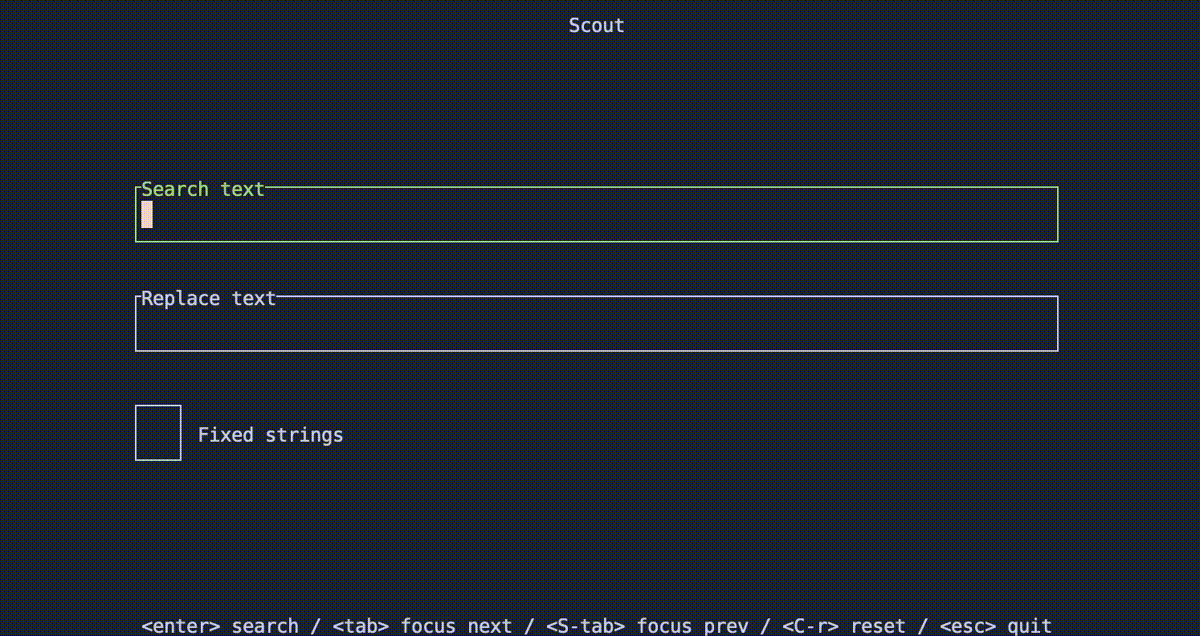 Scout
Search text
Replace text
Fixed strings
<enter> search / <tab> focus next / <S-tab> focus prev / <C-r> reset / <esc> quit